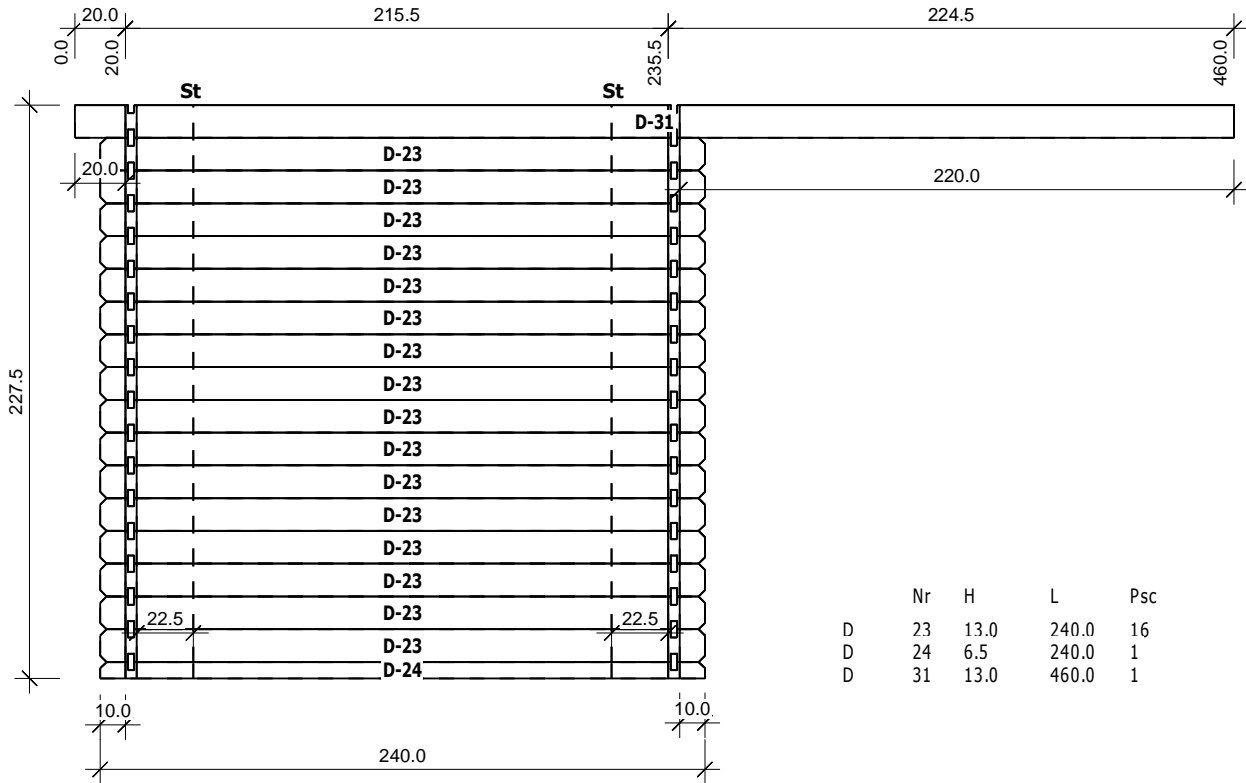 20.0 215.5 224.5
0.0 20.0 235.5 460.0
St St
D-31
D-23
20.0 D-23 220.0
D-23
D-23
D-23
D-23
D-23
227.5
D-23
D-23
D-23
D-23
D-23
D-23
D-23
22.5 D-23 22.5
D-23
D-24
Nr H L Psc
D 23 13.0 240.0 16
D 24 6.5 240.0 1
D 31 13.0 460.0 1
10.0 10.0
240.0